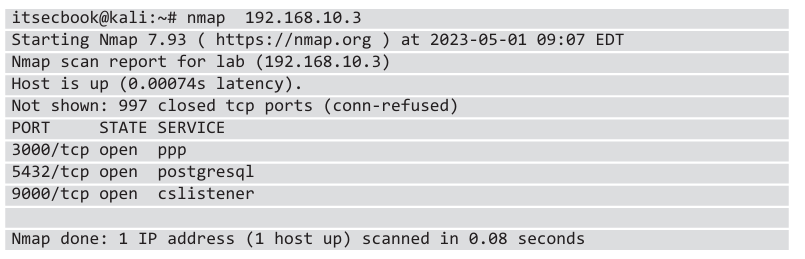 itsecbook@kali:~# nmap  192.168.10.3
Starting Nmap 7.93 ( https://nmap.org ) at 2023-05-01 09:07 EDT
Nmap scan report for lab (192.168.10.3)
Host is up (0.00074s latency).
Not shown: 997 closed tcp ports (conn-refused)
PORT     STATE SERVICE
3000/tcp open  ppp
5432/tcp open  postgresql
9000/tcp open  cslistener
Nmap done: 1 IP address (1 host up) scanned in 0.08 seconds